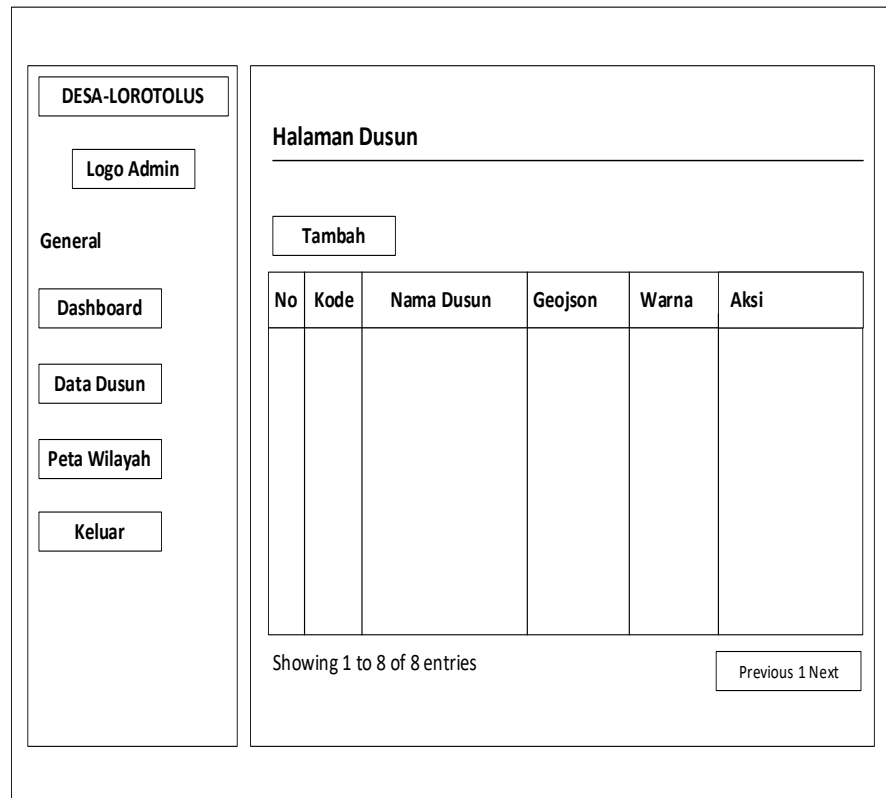 DESA-LOROTOLUS
Logo Admin
General
Dashboard
Data Dusun
Peta Wilayah
Keluar
Halaman Dusun
Tambah
No Kode Nama Dusun Geojson Warna Aksi
Showing 1 to 8 of 8 entries
Previous 1 Next